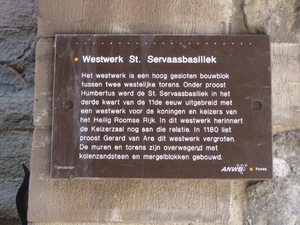 Westwerk St. Servaasbasiliek
Het westwerk is een hoog gesloten bouwblok
tussen twee westelijke torens. Onder proost
Humbertus werd de St. Servaasbasiliek in het
derde kwart van de 11de eeuw uitgebreid met
een westwerk voor de koningen en keizers van
het Heilig Roomse Rijk. In dit westwerk herinnert
de Keizerzaal nog aan die relatie. In 1180 liet
proost Gerard van Are dit westwerk vergroten.
De muren en torens zijn overwegend met
kolenzandsteen en mergelblokken gebouwd.
ANWB
Fonds